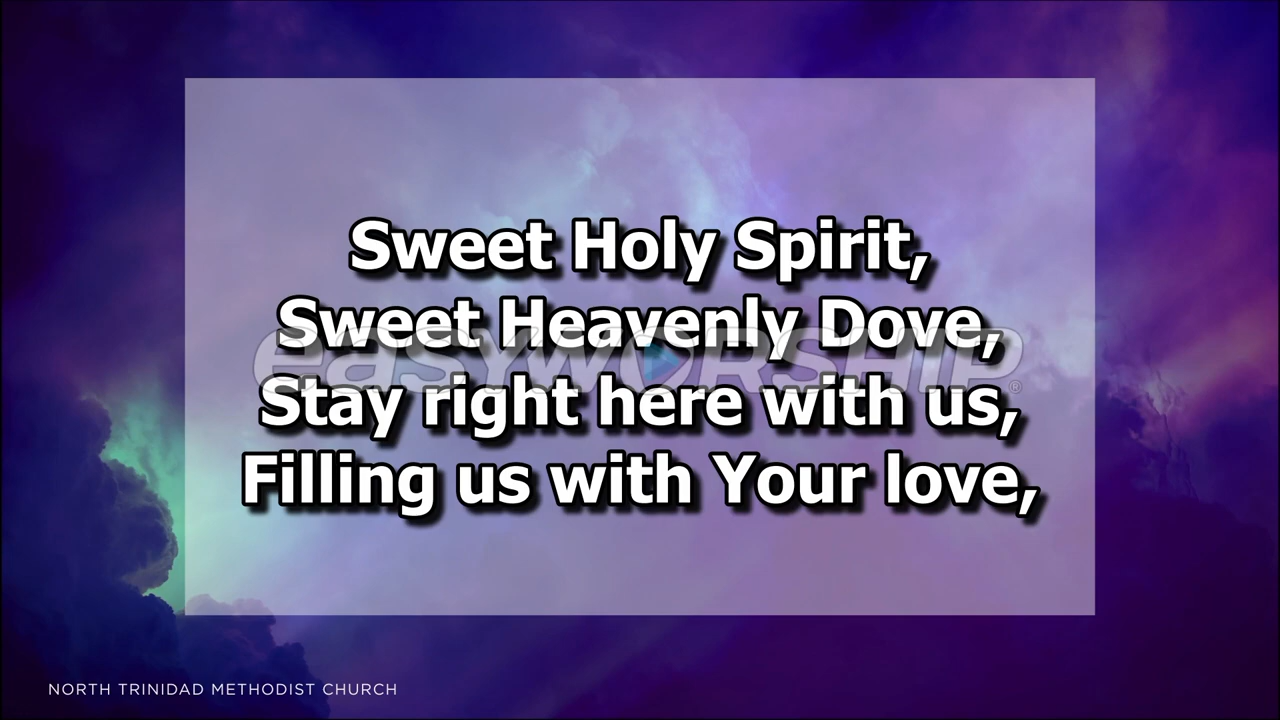 Sweet Holy Spirit,
Sweet Heavenly Dove,
easyworship®
Stay right here with us,
Filling us with Your love,
NORTH TRINIDAD METHODIST CHURCH